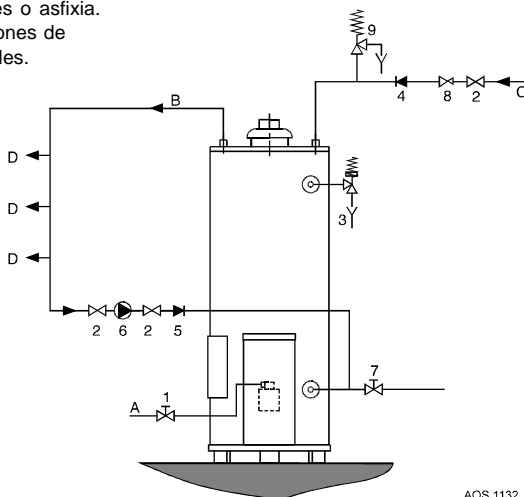 es o asfixia.
ones de
les.
9
B
4 8 2 C
D
3
D
D
2 6 2 5
7
1
A
AOS 1132